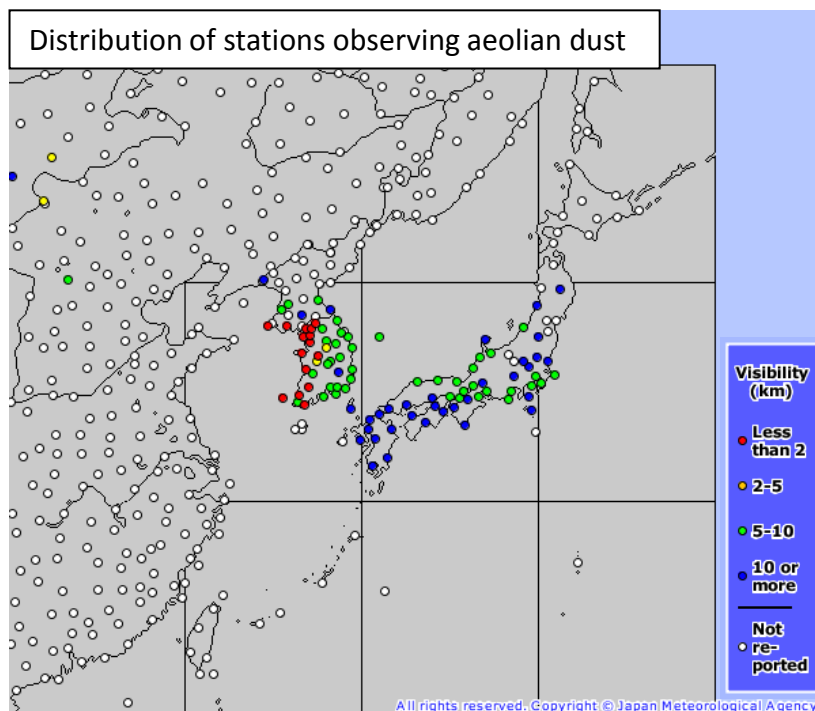 Distribution of stations observing aeolian dust
Visibility
(km)
Less
than 2
2-5
5-10
10 or
more
Not
re-
ported
All rights reserved. Copyright © Japan Meteorological Agency